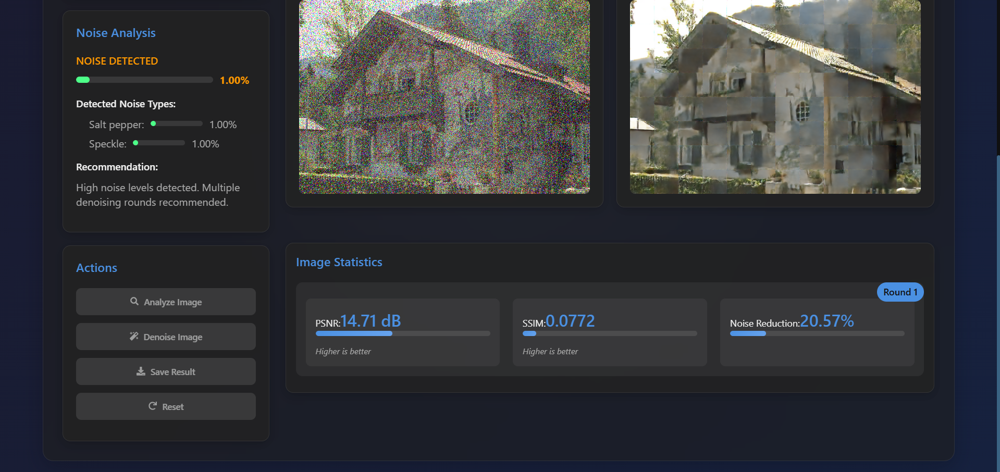 Noise Analysis
NOISE DETECTED
1.00%
Detected Noise Types:
Salt pepper: 1.00%
Speckle: 1.00%
Recommendation:
High noise levels detected. Multiple
denoising rounds recommended.
Actions
Analyze Image
Denoise Image
Save Result
Reset
Image Statistics
Round 1
PSNR:14.71 dB
Higher is better
SSIM:0.0772
Higher is better
Noise Reduction:20.57%